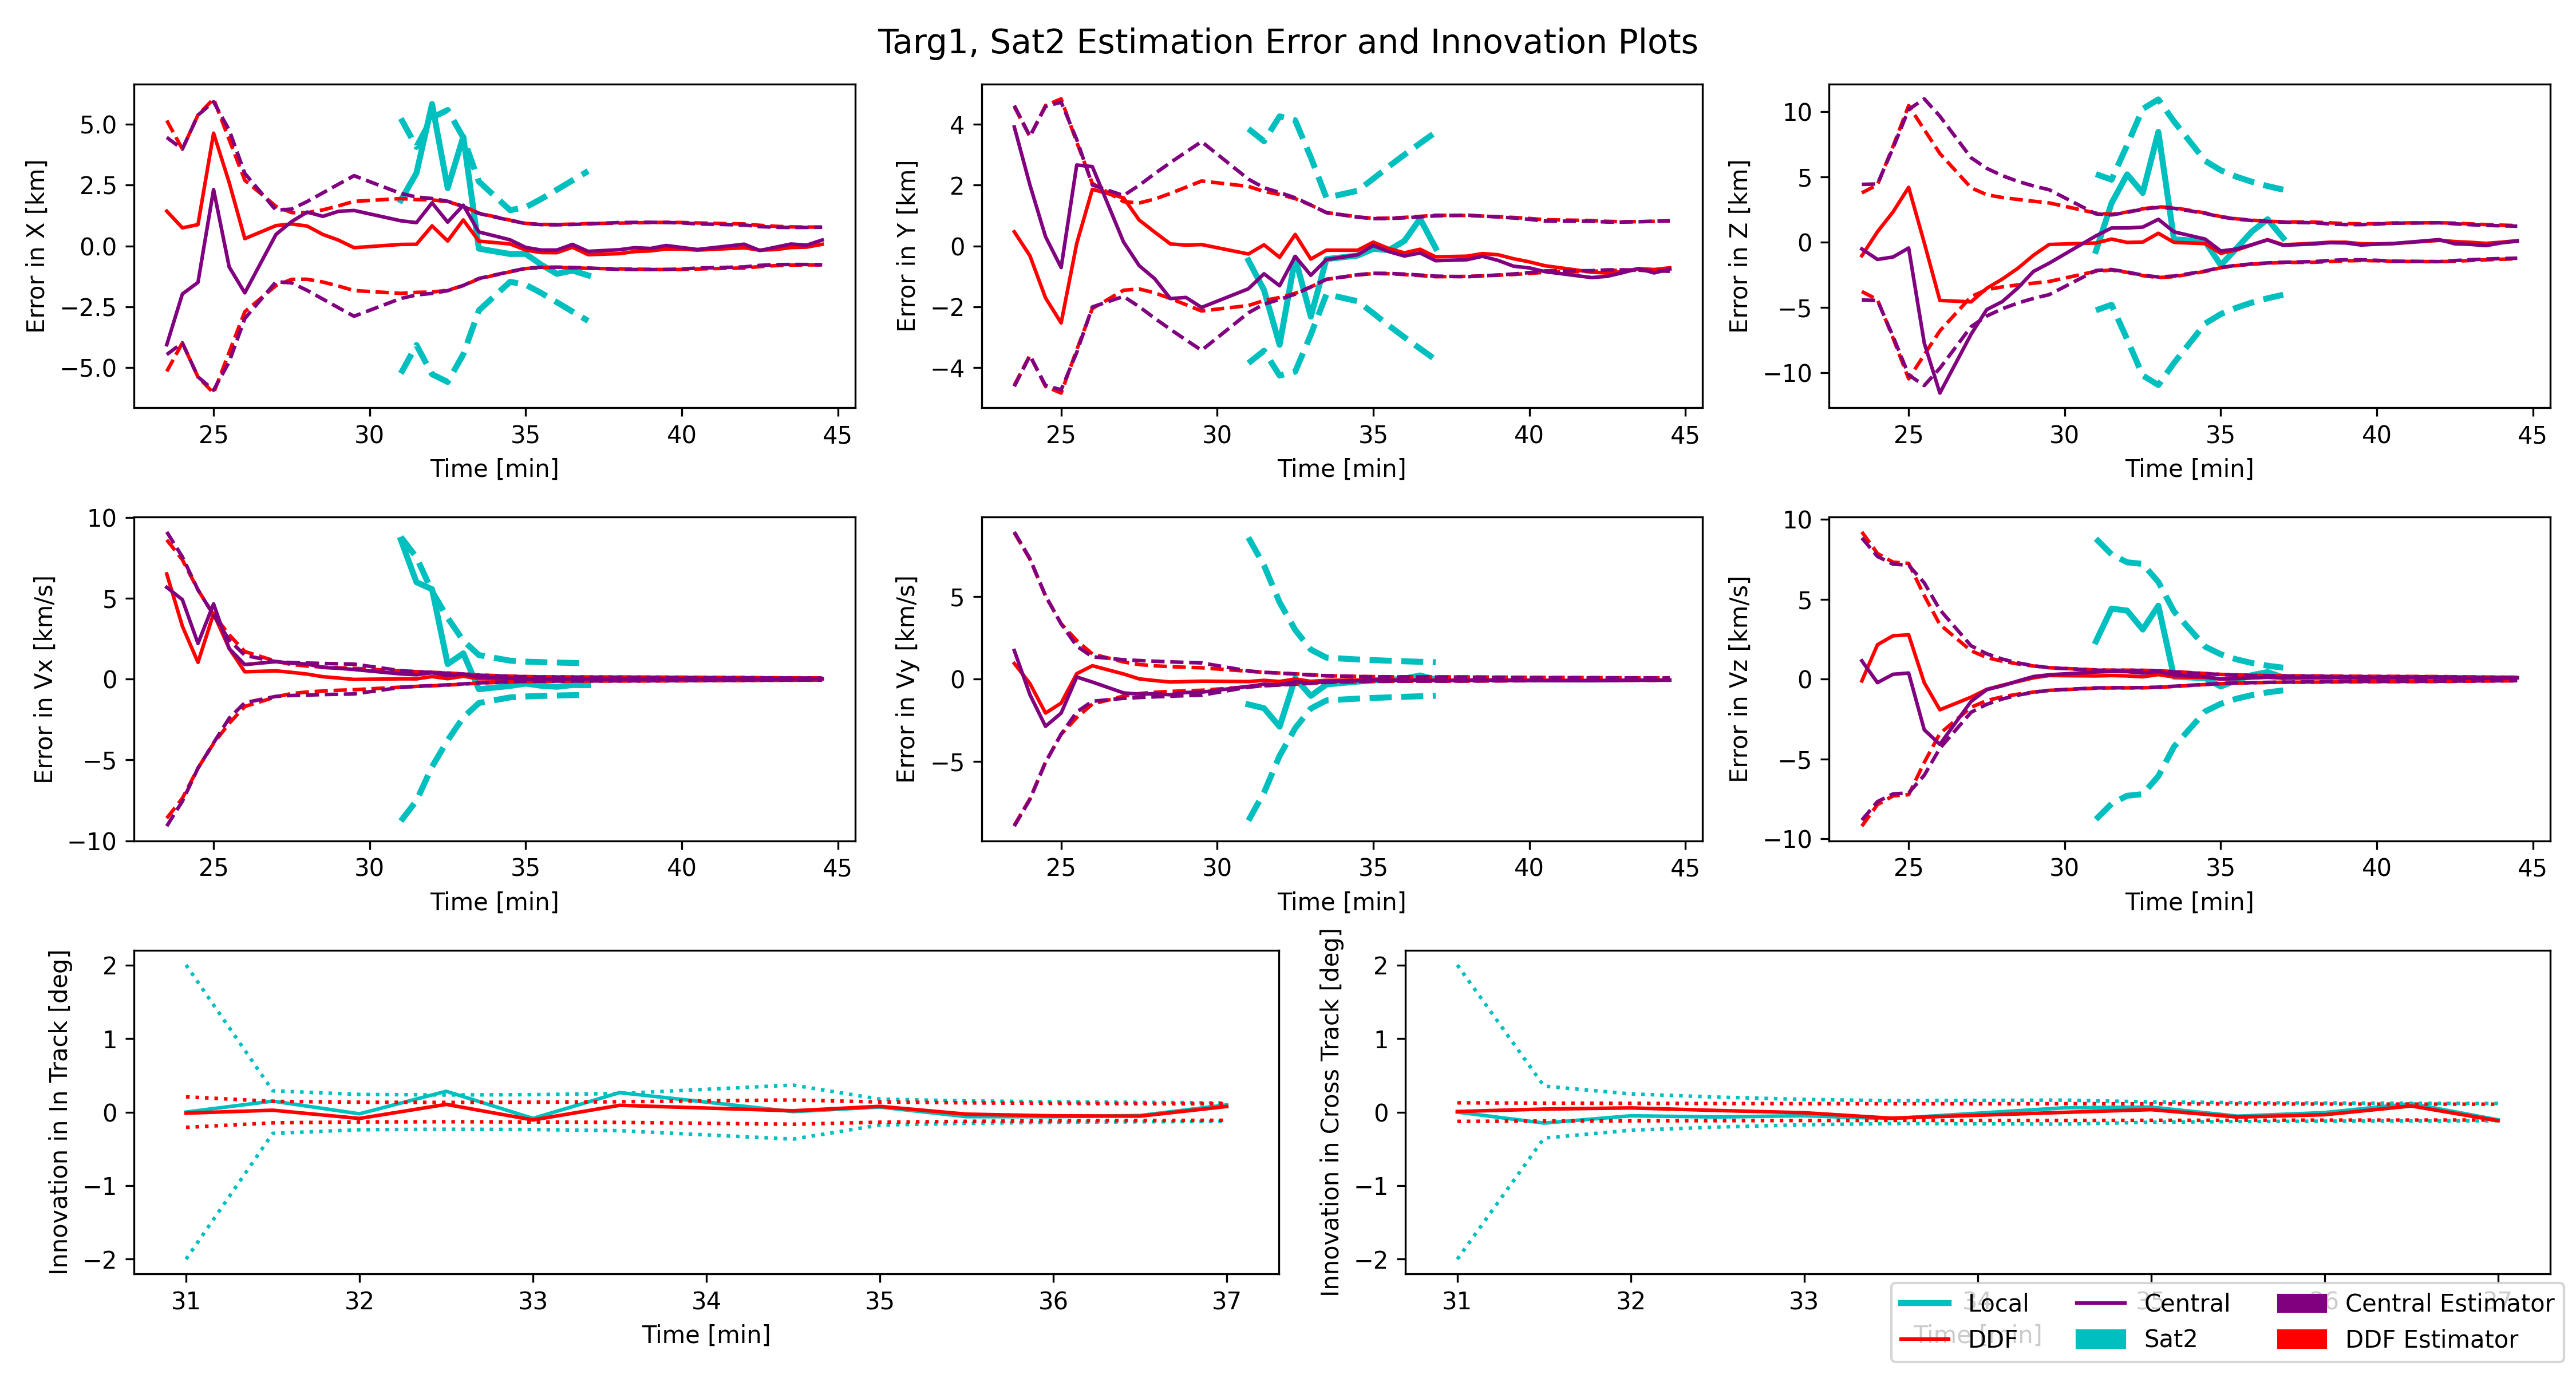 Targ1, Sat2 Estimation Error and Innovation Plots
Error in X [km]
5.0
2.5
0.0
−2.5
−5.0
25 30 35 40 45
Time [min]
Error in Y [km]
4
2
0
−2
−4
25 30 35 40 45
Time [min]
Error in Z [km]
10
5
0
−5
−10
25 30 35 40 45
Time [min]
Error in Vx [km/s]
10
5
0
−5
−10
25 30 35 40 45
Time [min]
Error in Vy [km/s]
5
0
−5
25 30 35 40 45
Time [min]
Error in Vz [km/s]
10
5
0
−5
−10
25 30 35 40 45
Time [min]
Innovation in In Track [deg]
2
1
0
−1
−2
31 32 33 34 35 36 37
Time [min]
Innovation in Cross Track [deg]
2
1
0
−1
−2
31 32 33 34 35 36 37
Time [min]
Local Central Central Estimator
DDF Sat2 DDF Estimator